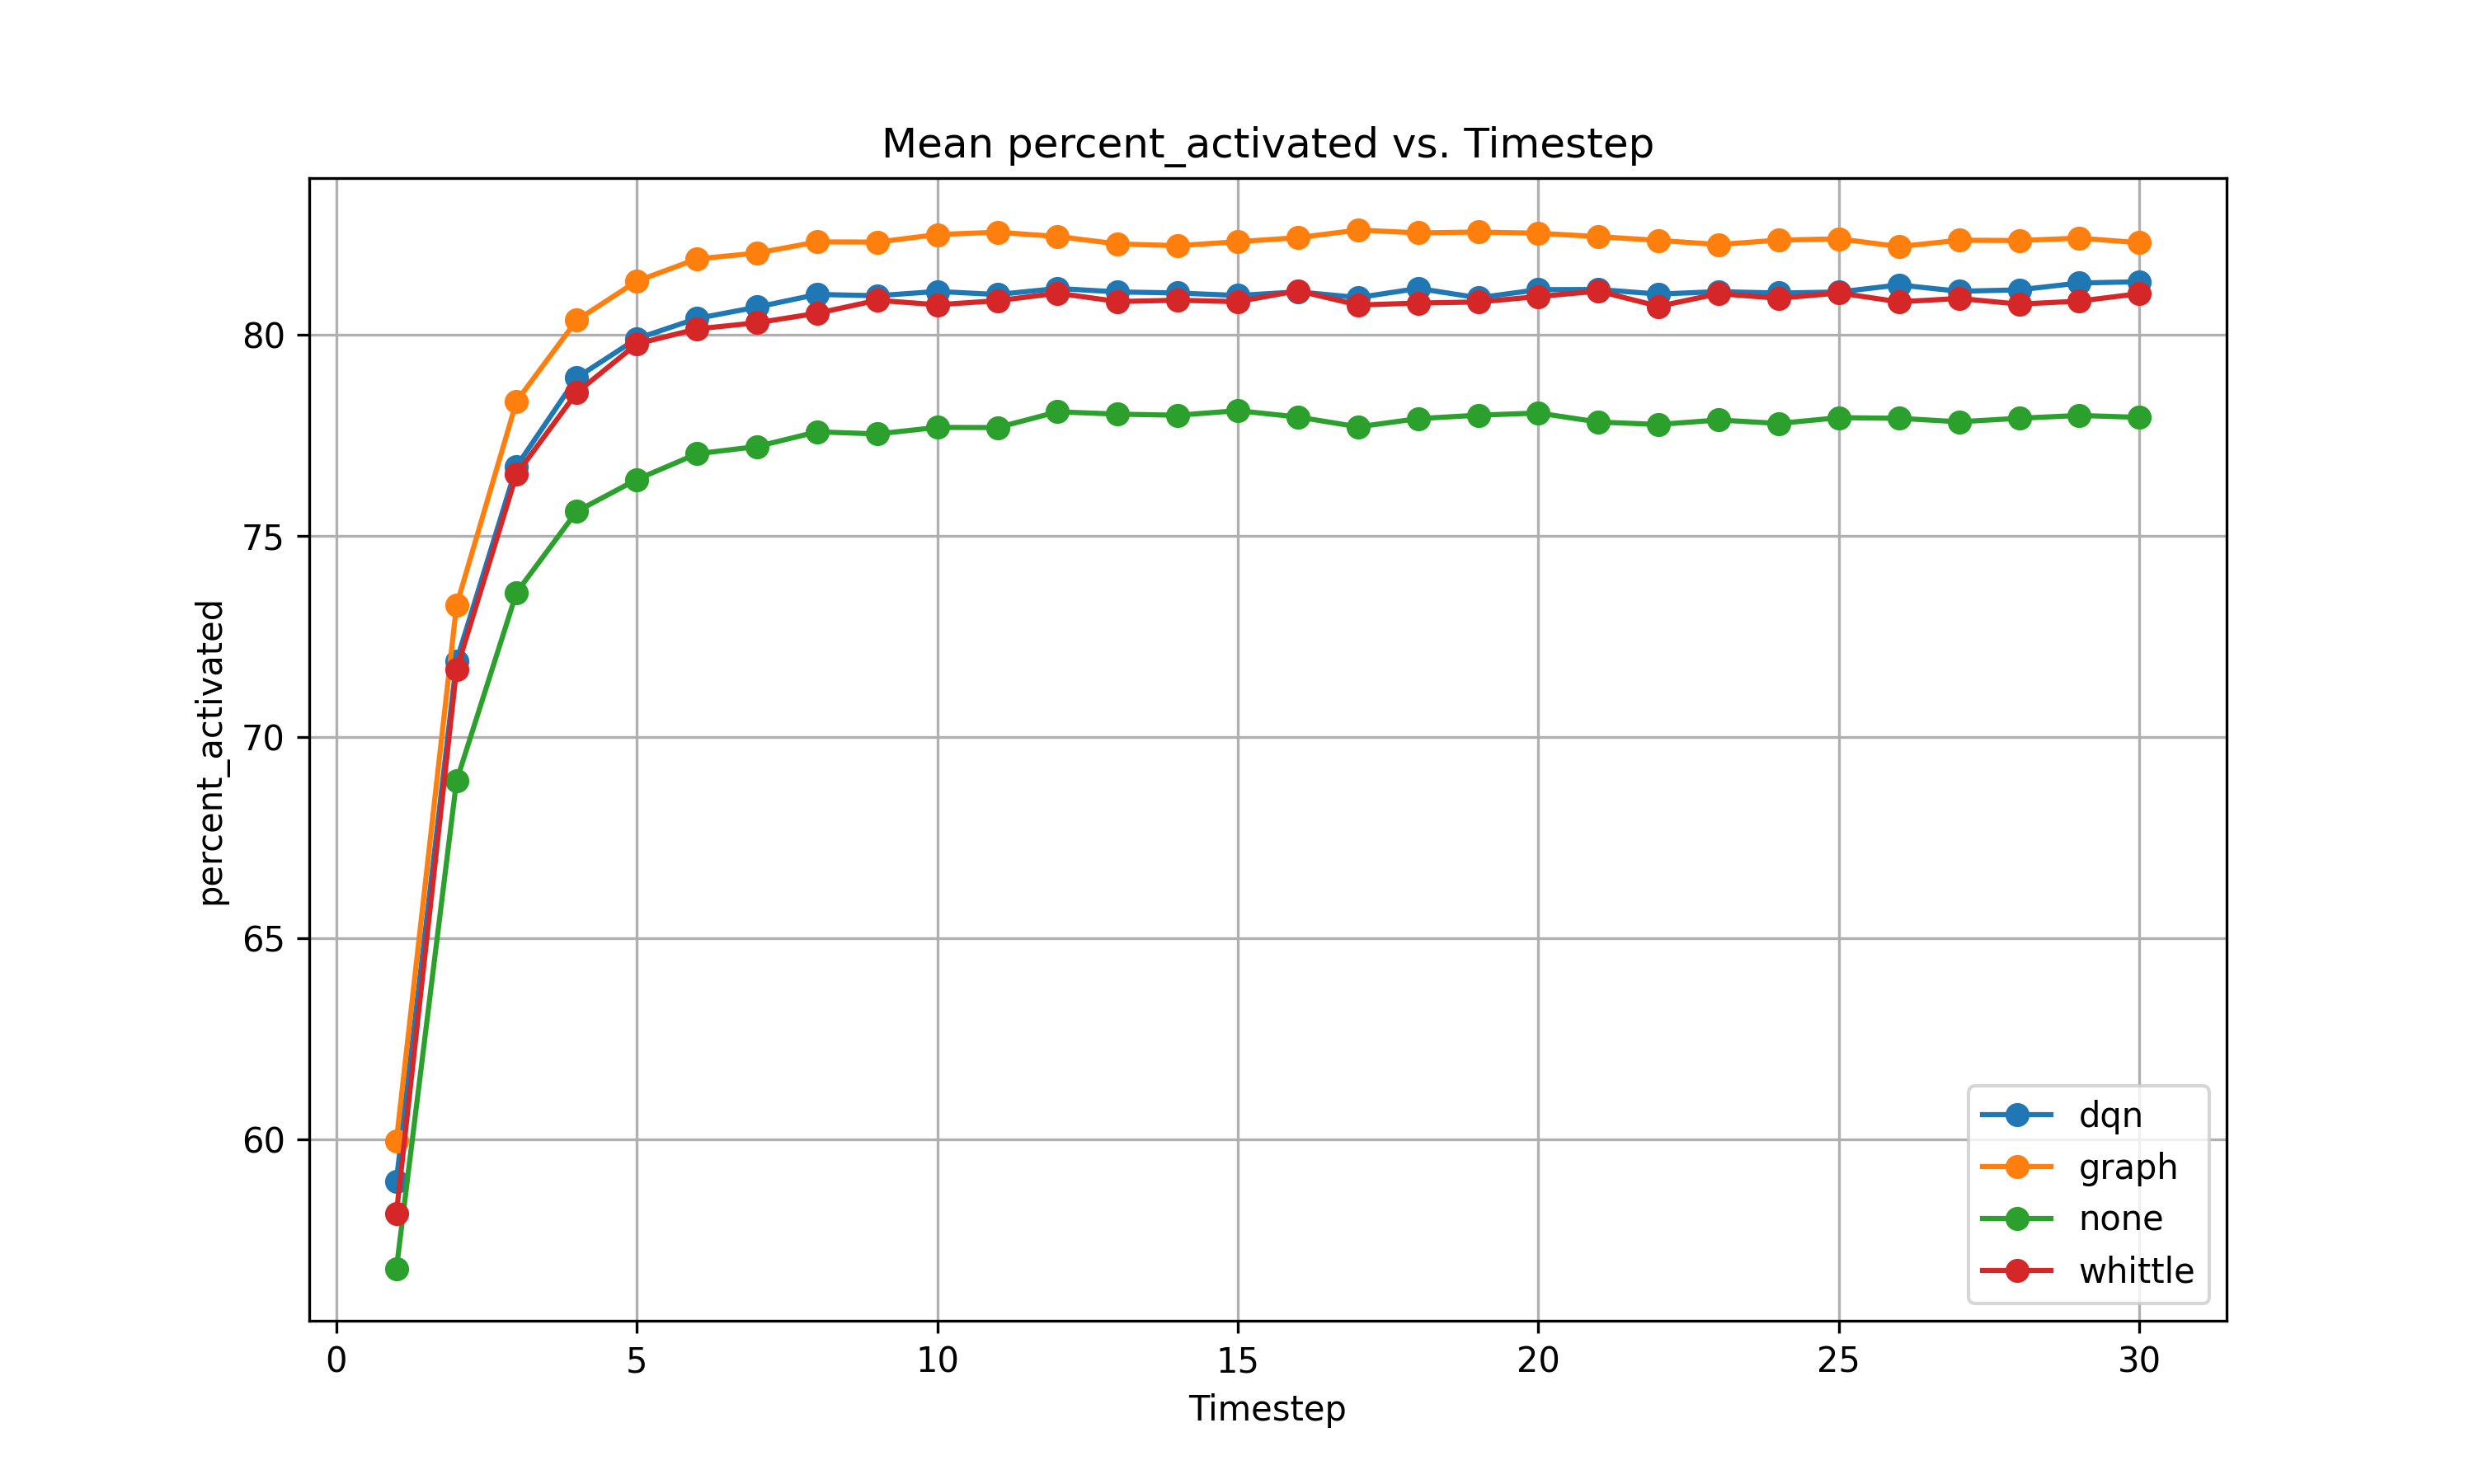 Mean percent_activated vs. Timestep
percent_activated
80
75
70
65
60
0 5 10 15 20 25 30
Timestep
dqn
graph
none
whittle